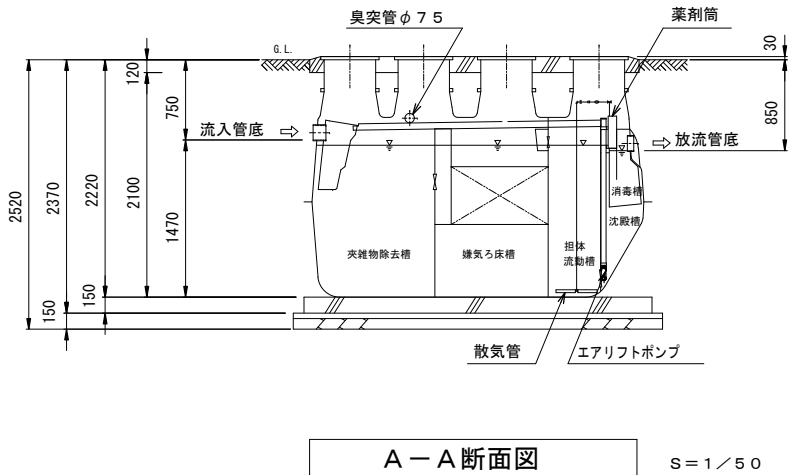 臭突管φ７５
薬剤筒
G.L.
30
120
750
850
流入管底
放流管底
2520
2370
2220
2100
1470
消毒槽
沈殿槽
夾雑物除去槽
嫌気ろ床槽
担体
流動槽
150
150
散気管
エアリフトポンプ
Ａ－Ａ断面図
Ｓ＝１／５０